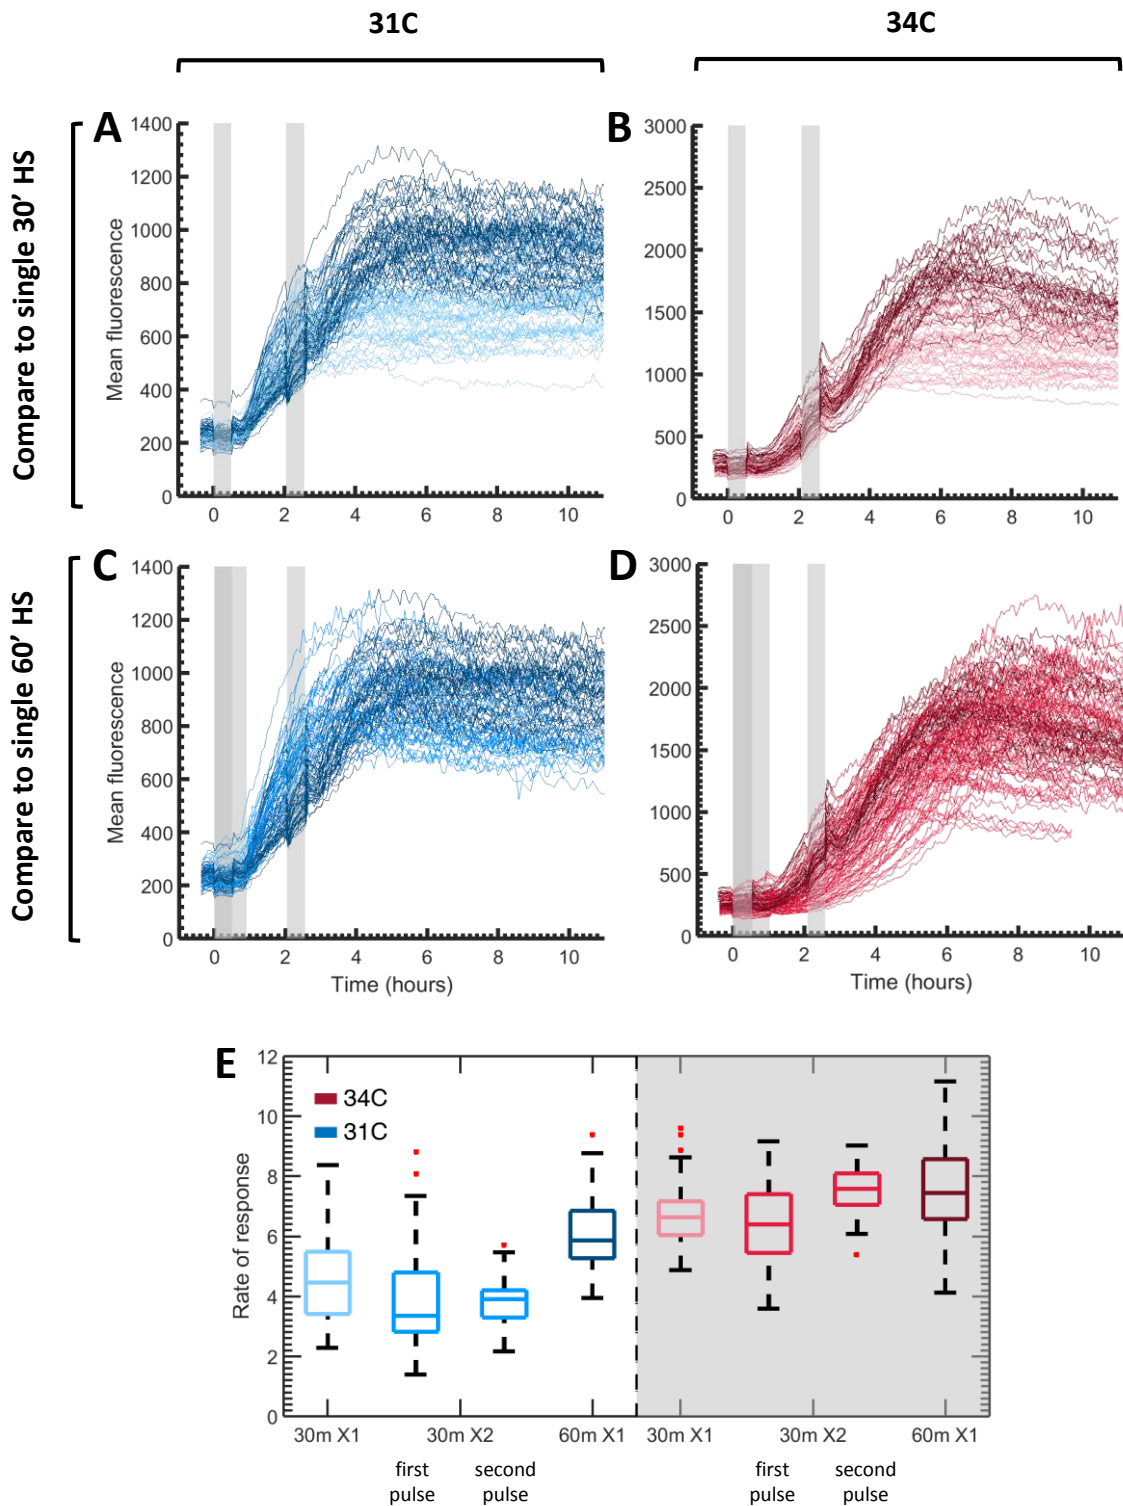 31C
34C
Compare to single 30’ HS
A
1400
1200
1000
800
600
400
200
0
Mean fluorescence
0 2 4 6 8 10
B
3000
2500
2000
1500
1000
500
0
0 2 4 6 8 10
Compare to single 60’ HS
C
1400
1200
1000
800
600
400
200
0
Mean fluorescence
0 2 4 6 8 10
Time (hours)
D
3000
2500
2000
1500
1000
500
0
0 2 4 6 8 10
Time (hours)
E
12
10
8
6
4
2
0
Rate of response
34C
31C
30m X1 30m X2 60m X1 30m X1 30m X2 60m X1
first second first second
pulse pulse pulse pulse